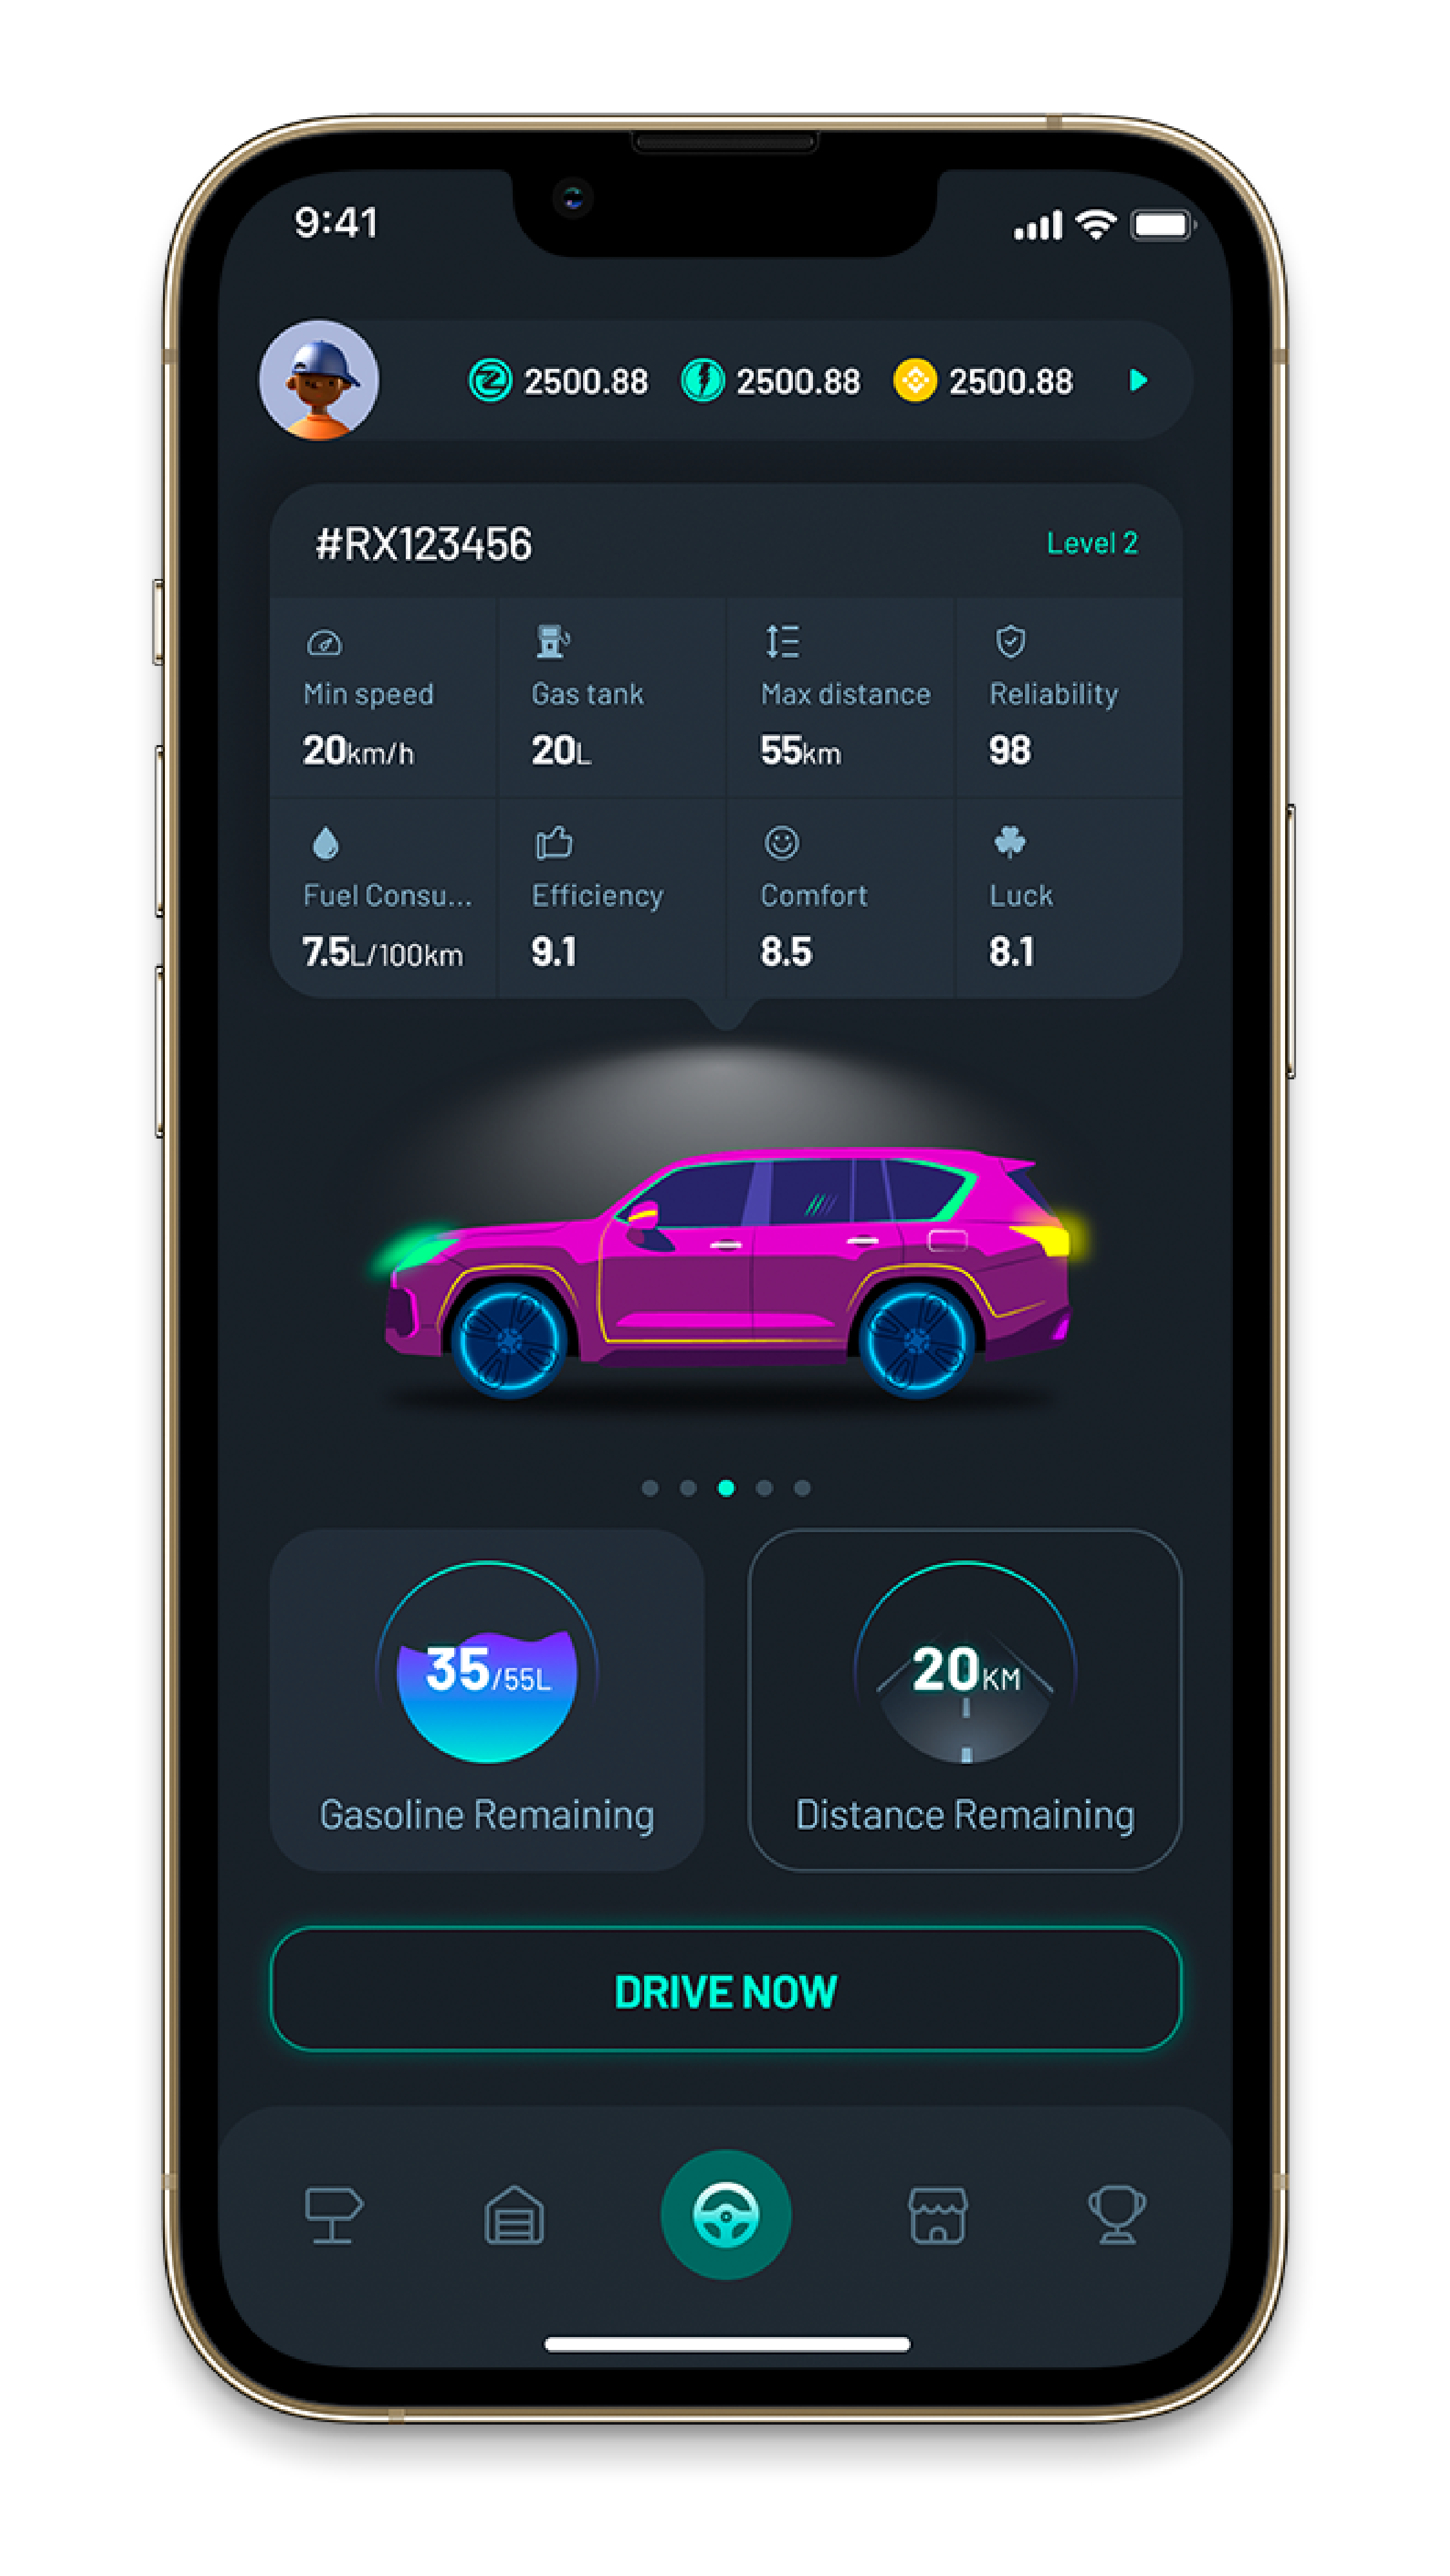 9:41
2500.88 2500.88 2500.88
#RX123456 Level 2
Min speed Gas tank Max distance Reliability
20km/h 20L 55km 98
Fuel Consu... Efficiency Comfort Luck
7.5L/100km 9.1 8.5 8.1
35/55L 20KM
Gasoline Remaining Distance Remaining
DRIVE NOW